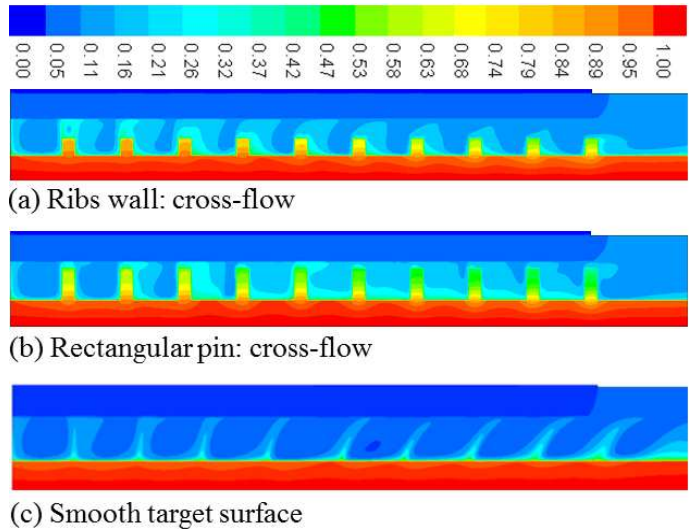 0.00 0.05 0.11 0.16 0.21 0.26 0.32 0.37 0.42 0.47 0.53 0.58 0.63 0.68 0.74 0.79 0.84 0.89 0.95 1.00
(a) Ribs wall: cross-flow
(b) Rectangular pin: cross-flow
(c) Smooth target surface